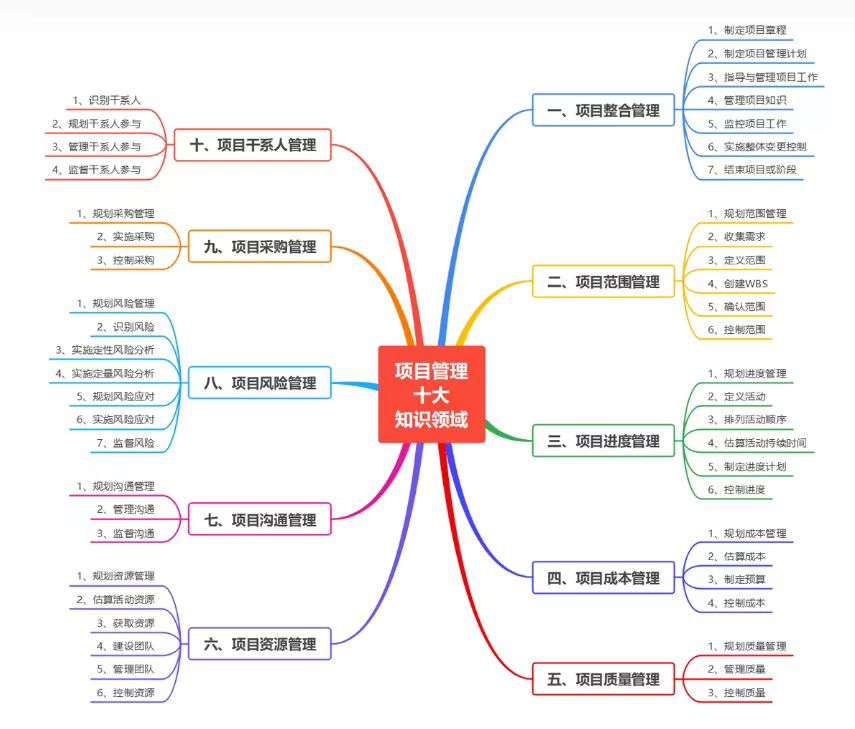 项目管理
十大
知识领域
一、项目整合管理
1、制定项目章程
2、制定项目管理计划
3、指导与管理项目工作
4、管理项目知识
5、监控项目工作
6、实施整体变更控制
7、结束项目或阶段
二、项目范围管理
1、规划范围管理
2、收集需求
3、定义范围
4、创建WBS
5、确认范围
6、控制范围
三、项目进度管理
1、规划进度管理
2、定义活动
3、排列活动顺序
4、估算活动持续时间
5、制定进度计划
6、控制进度
四、项目成本管理
1、规划成本管理
2、估算成本
3、制定预算
4、控制成本
五、项目质量管理
1、规划质量管理
2、管理质量
3、控制质量
六、项目资源管理
1、规划资源管理
2、估算活动资源
3、获取资源
4、建设团队
5、管理团队
6、控制资源
七、项目沟通管理
1、规划沟通管理
2、管理沟通
3、监督沟通
八、项目风险管理
1、规划风险管理
2、识别风险
3、实施定性风险分析
4、实施定量风险分析
5、规划风险应对
6、实施风险应对
7、监督风险
九、项目采购管理
1、规划采购管理
2、实施采购
3、控制采购
十、项目干系人管理
1、识别干系人
2、规划干系人参与
3、管理干系人参与
4、监督干系人参与